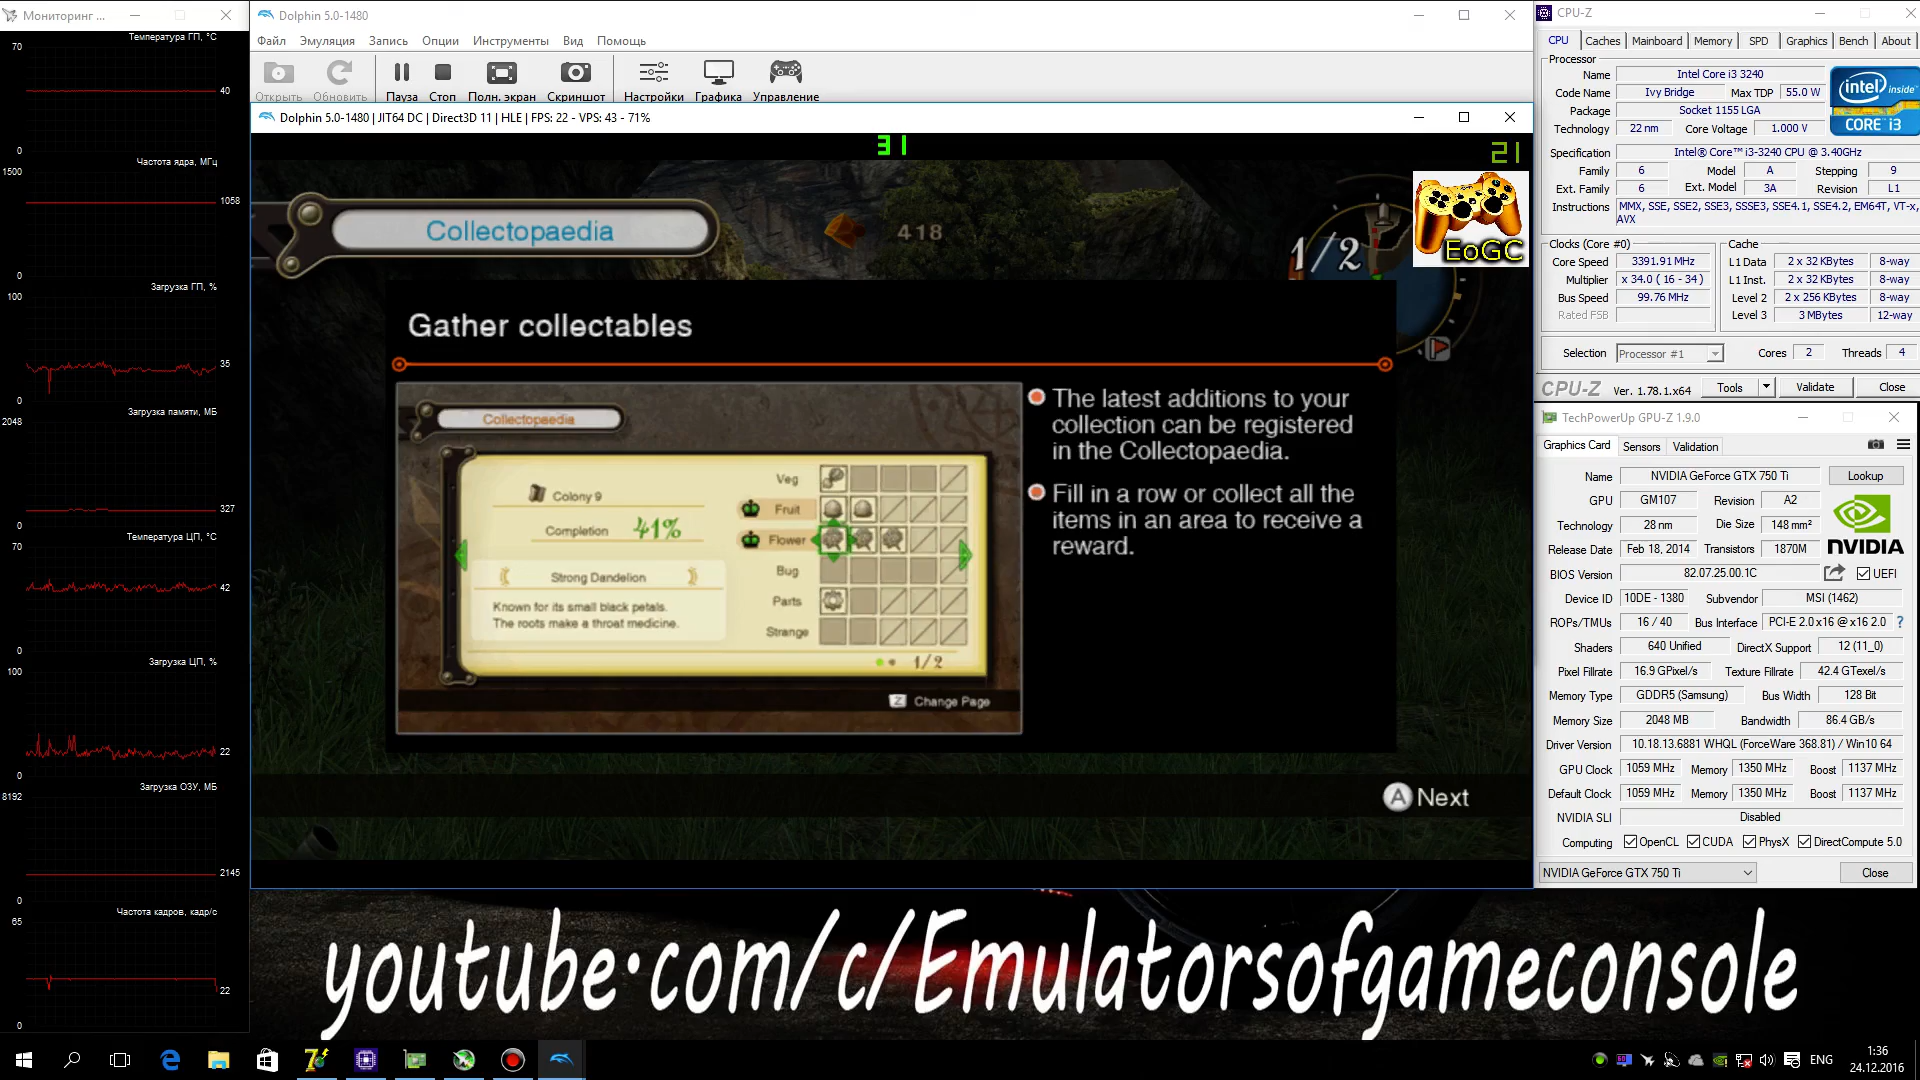 Мониторинг ...
Температура ГП, °C
70
40
0
Частота ядра, МГц
1500
1058
0
Загрузка ГП, %
100
35
0
Загрузка памяти, МБ
2048
327
0
Температура ЦП, °C
70
42
0
Загрузка ЦП, %
100
22
0
Загрузка ОЗУ, МБ
8192
2145
0
Частота кадров, кадр/с
65
22
0
Dolphin 5.0-1480
Файл Эмуляция Запись Опции Инструменты Вид Помощь
Открыть Обновить Пауза Стоп Полн. экран Скриншот Настройки Графика Управление
Dolphin 5.0-1480 | JIT64 DC | Direct3D 11 | HLE | FPS: 22 - VPS: 43 - 71%
31
21
EoGC
Collectopaedia
418
1/2
Gather collectables
Collectopaedia
Colony 9
Completion 41%
Strong Dandelion
Known for its small black petals.
The roots make a throat medicine.
Veg
Fruit
Flower
Bug
Parts
Strange
1/2
Z Change Page
The latest additions to your
collection can be registered
in the Collectopaedia.
Fill in a row or collect all the
items in an area to receive a
reward.
A Next
youtube.com/c/Emulatorsofgameconsole
CPU-Z
CPU Caches Mainboard Memory SPD Graphics Bench About
Processor
Name Intel Core i3 3240
Code Name Ivy Bridge Max TDP 55.0 W
Package Socket 1155 LGA
Technology 22 nm Core Voltage 1.000 V
intel inside
CORE i3
Specification Intel® Core™ i3-3240 CPU @ 3.40GHz
Family 6 Model A Stepping 9
Ext. Family 6 Ext. Model 3A Revision L1
Instructions MMX, SSE, SSE2, SSE3, SSSE3, SSE4.1, SSE4.2, EM64T, VT-x,
AVX
Clocks (Core #0) Cache
Core Speed 3391.91 MHz L1 Data 2 x 32 KBytes 8-way
Multiplier x 34.0 ( 16 - 34 ) L1 Inst. 2 x 32 KBytes 8-way
Bus Speed 99.76 MHz Level 2 2 x 256 KBytes 8-way
Rated FSB Level 3 3 MBytes 12-way
Selection Processor #1 Cores 2 Threads 4
CPU-Z Ver. 1.78.1.x64 Tools Validate Close
TechPowerUp GPU-Z 1.9.0
Graphics Card Sensors Validation
Name NVIDIA GeForce GTX 750 Ti Lookup
GPU GM107 Revision A2
Technology 28 nm Die Size 148 mm²
Release Date Feb 18, 2014 Transistors 1870M
NVIDIA
BIOS Version 82.07.25.00.1C UEFI
Device ID 10DE - 1380 Subvendor MSI (1462)
ROPs/TMUs 16 / 40 Bus Interface PCI-E 2.0 x16 @ x16 2.0 ?
Shaders 640 Unified DirectX Support 12 (11_0)
Pixel Fillrate 16.9 GPixel/s Texture Fillrate 42.4 GTexel/s
Memory Type GDDR5 (Samsung) Bus Width 128 Bit
Memory Size 2048 MB Bandwidth 86.4 GB/s
Driver Version 10.18.13.6881 WHQL (ForceWare 368.81) / Win10 64
GPU Clock 1059 MHz Memory 1350 MHz Boost 1137 MHz
Default Clock 1059 MHz Memory 1350 MHz Boost 1137 MHz
NVIDIA SLI Disabled
Computing OpenCL CUDA PhysX DirectCompute 5.0
NVIDIA GeForce GTX 750 Ti Close
ENG
1:36
24.12.2016